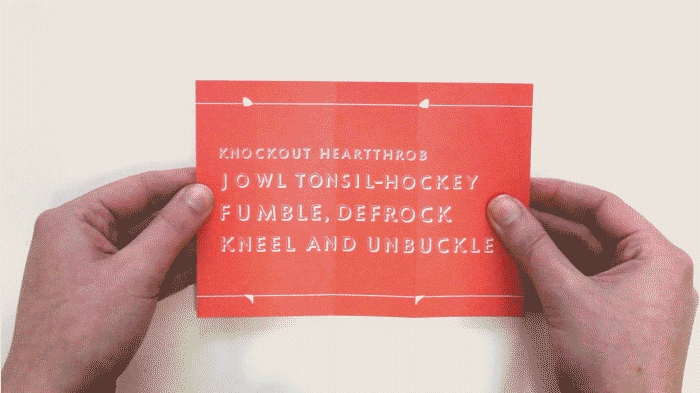 KNOCKOUT HEARTTHROB
JOWL TONSIL-HOCKEY
FUMBLE, DEFROCK
KNEEL AND UNBUCKLE